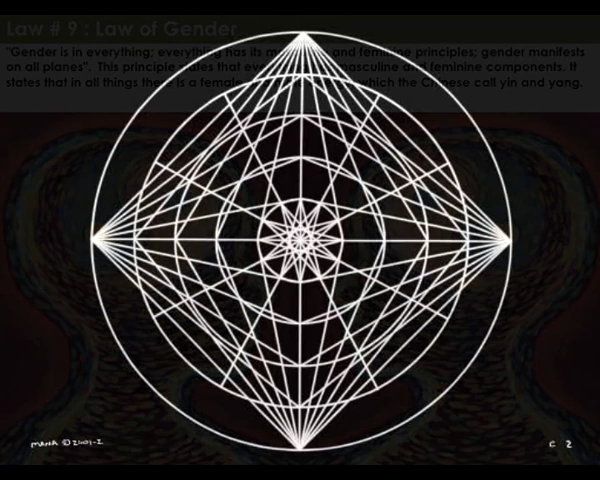 Law # 9 : Law of Gender
"Gender is in everything; everything has its and feminine principles; gender manifests
on all planes". This principle states that masculine and feminine components. It
states that in all things there is a female which the Chinese call yin and yang.
©2001-2 C 2